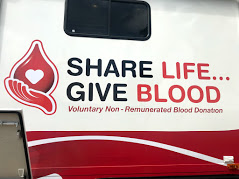 SHARE LIFE...
GIVE BLOOD
Voluntary Non - Remunerated Blood Donation